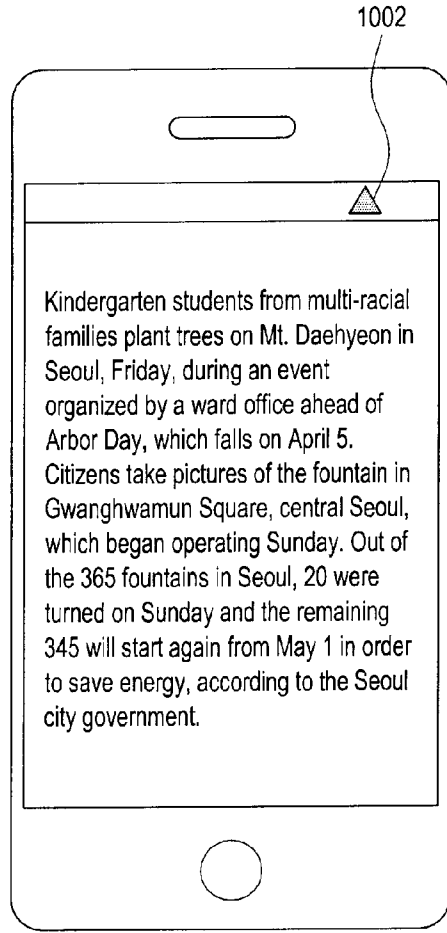 1002
Kindergarten students from multi-racial
families plant trees on Mt. Daehyeon in
Seoul, Friday, during an event
organized by a ward office ahead of
Arbor Day, which falls on April 5.
Citizens take pictures of the fountain in
Gwanghwamun Square, central Seoul,
which began operating Sunday. Out of
the 365 fountains in Seoul, 20 were
turned on Sunday and the remaining
345 will start again from May 1 in order
to save energy, according to the Seoul
city government.